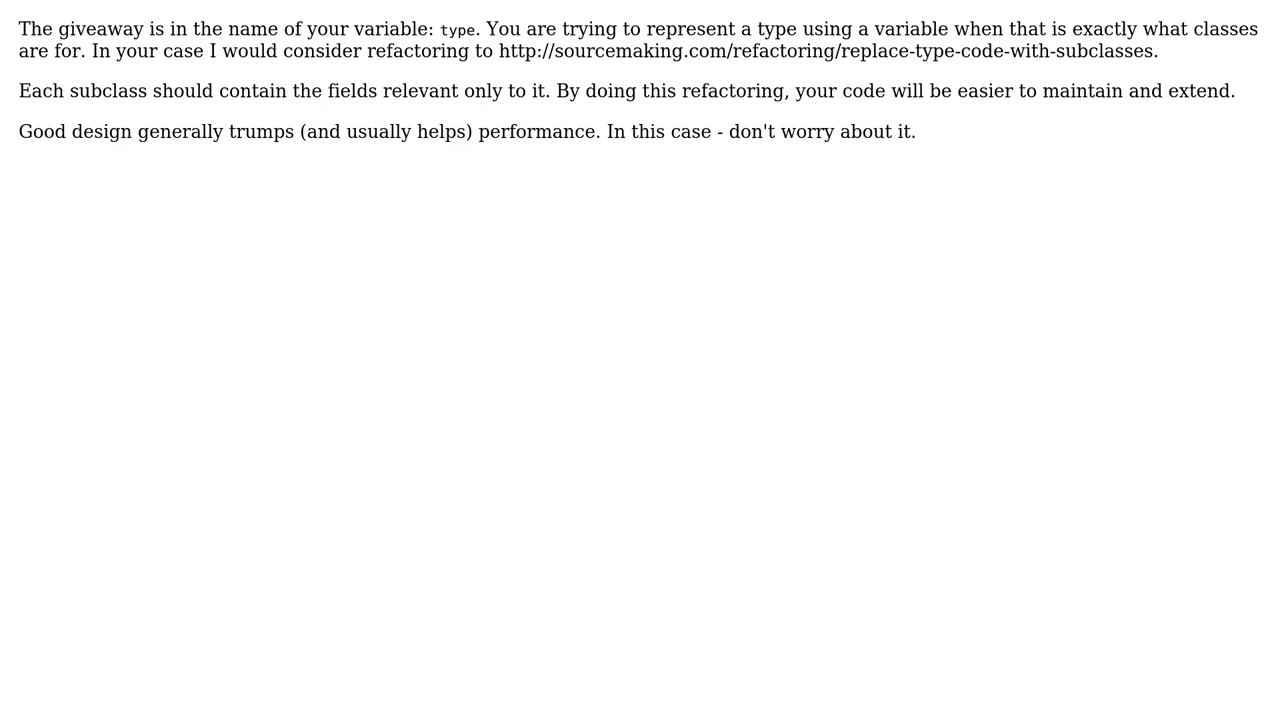 The giveaway is in the name of your variable: type. You are trying to represent a type using a variable when that is exactly what classes
are for. In your case I would consider refactoring to http://sourcemaking.com/refactoring/replace-type-code-with-subclasses.
Each subclass should contain the fields relevant only to it. By doing this refactoring, your code will be easier to maintain and extend.
Good design generally trumps (and usually helps) performance. In this case - don't worry about it.